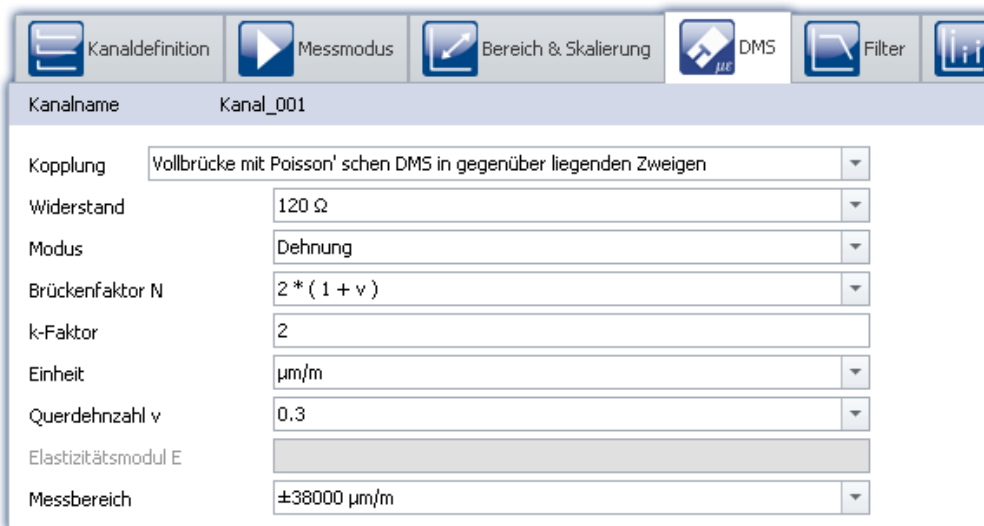 Kanaldefinition Messmodus Bereich & Skalierung DMS Filter
με
Kanalname Kanal_001
Kopplung Vollbrücke mit Poisson' schen DMS in gegenüber liegenden Zweigen
Widerstand 120 Ω
Modus Dehnung
Brückenfaktor N 2 * ( 1 + v )
k-Faktor 2
Einheit µm/m
Querdehnzahl v 0.3
Elastizitätsmodul E
Messbereich ±38000 µm/m